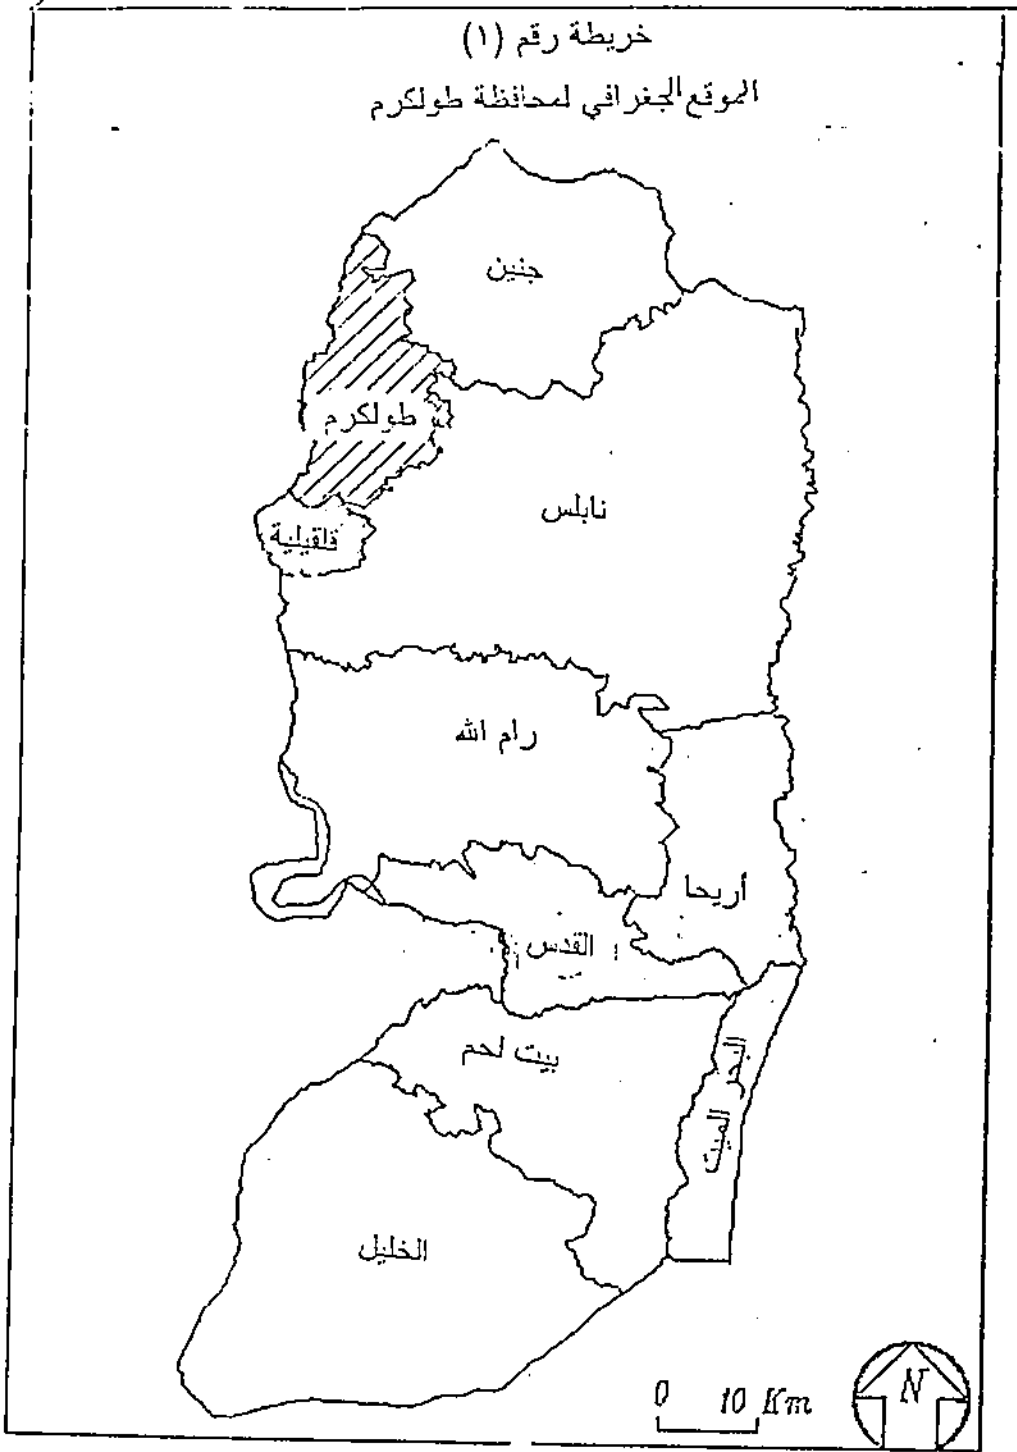 خريطة رقم (١)
الموقع الجغرافي لمحافظة طولكرم
جنين
طولكرم
نابلس
قلقيلية
رام الله
أريحا
القدس
بيت لحم
البحر الميت
الخليل
0 10 Km
N